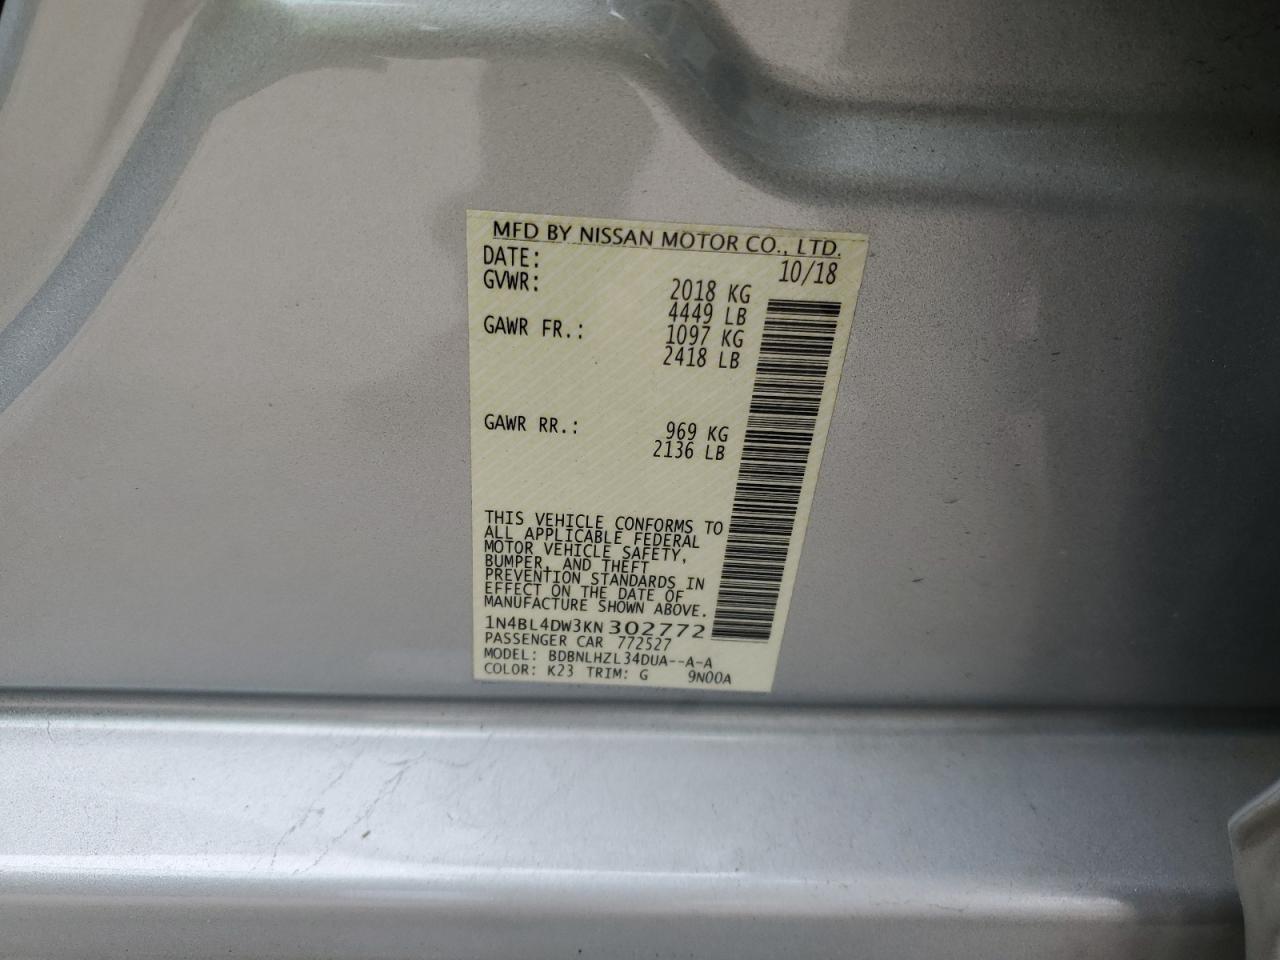 MFD BY NISSAN MOTOR CO., LTD.
DATE: 10/18
GVWR: 2018 KG
4449 LB
GAWR FR.: 1097 KG
2418 LB
GAWR RR.: 969 KG
2136 LB
THIS VEHICLE CONFORMS TO
ALL APPLICABLE FEDERAL
MOTOR VEHICLE SAFETY,
BUMPER, AND THEFT
PREVENTION STANDARDS IN
EFFECT ON THE DATE OF
MANUFACTURE SHOWN ABOVE.
1N4BL4DW3KN302772
PASSENGER CAR 772527
MODEL: BDBNLHZL34DUA--A-A
COLOR: K23 TRIM: G 9N00A